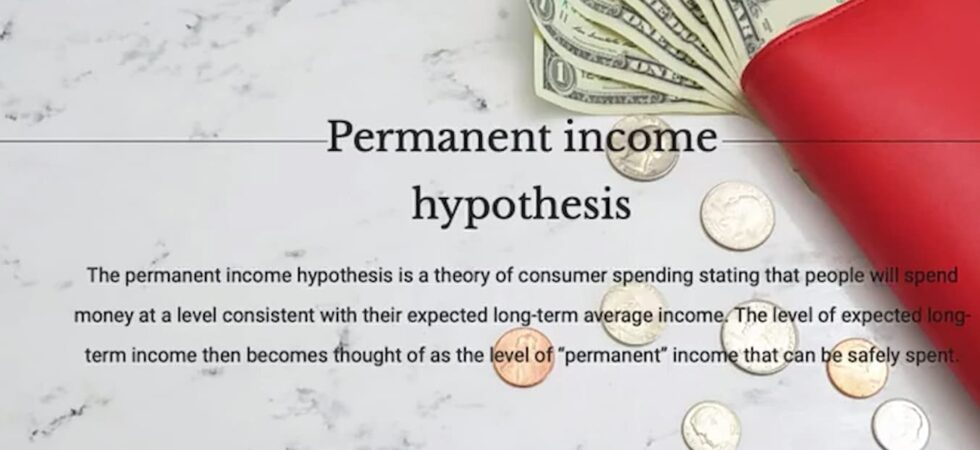 Permanent income
hypothesis
The permanent income hypothesis is a theory of consumer spending stating that people will spend
money at a level consistent with their expected long-term average income. The level of expected long-
term income then becomes thought of as the level of “permanent” income that can be safely spent.
1
ONE